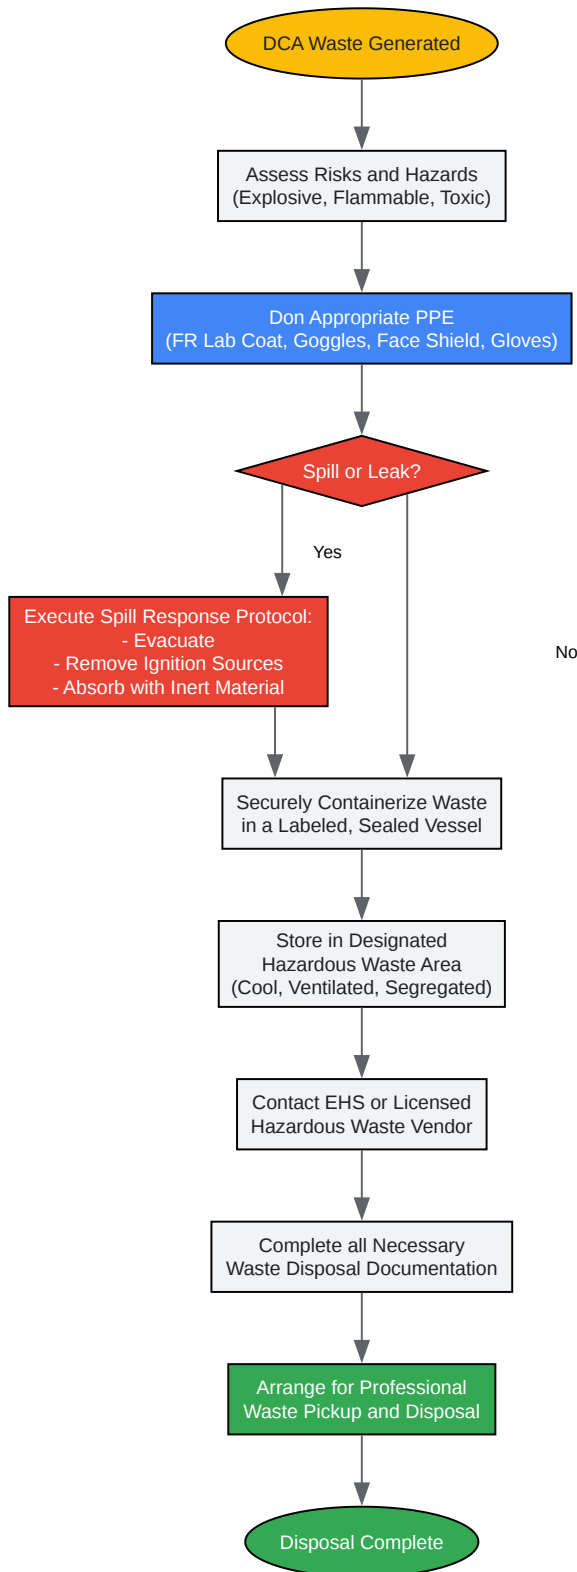 DCA Waste Generated
Assess Risks and Hazards
(Explosive, Flammable, Toxic)
Don Appropriate PPE
(FR Lab Coat, Goggles, Face Shield, Gloves)
Spill or Leak?
Yes
Execute Spill Response Protocol:
- Evacuate
- Remove Ignition Sources
- Absorb with Inert Material
No
Securely Containerize Waste
in a Labeled, Sealed Vessel
Store in Designated
Hazardous Waste Area
(Cool, Ventilated, Segregated)
Contact EHS or Licensed
Hazardous Waste Vendor
Complete all Necessary
Waste Disposal Documentation
Arrange for Professional
Waste Pickup and Disposal
Disposal Complete